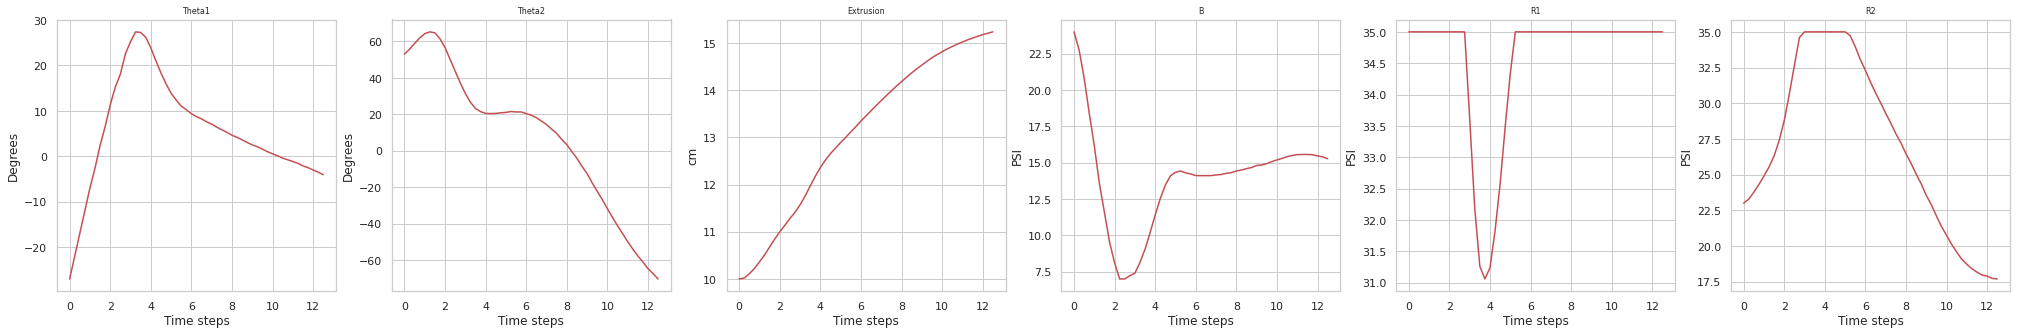 Theta1
Degrees
30
20
10
0
−10
−20
0 2 4 6 8 10 12
Time steps
Theta2
Degrees
60
40
20
0
−20
−40
−60
0 2 4 6 8 10 12
Time steps
Extrusion
cm
15
14
13
12
11
10
0 2 4 6 8 10 12
Time steps
B
PSI
22.5
20.0
17.5
15.0
12.5
10.0
7.5
0 2 4 6 8 10 12
Time steps
R1
PSI
35.0
34.5
34.0
33.5
33.0
32.5
32.0
31.5
31.0
0 2 4 6 8 10 12
Time steps
R2
PSI
35.0
32.5
30.0
27.5
25.0
22.5
20.0
17.5
0 2 4 6 8 10 12
Time steps